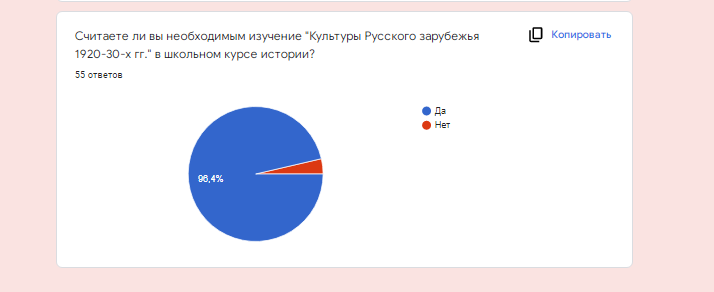 Считаете ли вы необходимым изучение "Культуры Русского зарубежья
1920-30-х гг." в школьном курсе истории?
Копировать
55 ответов
Да
Нет
96,4%